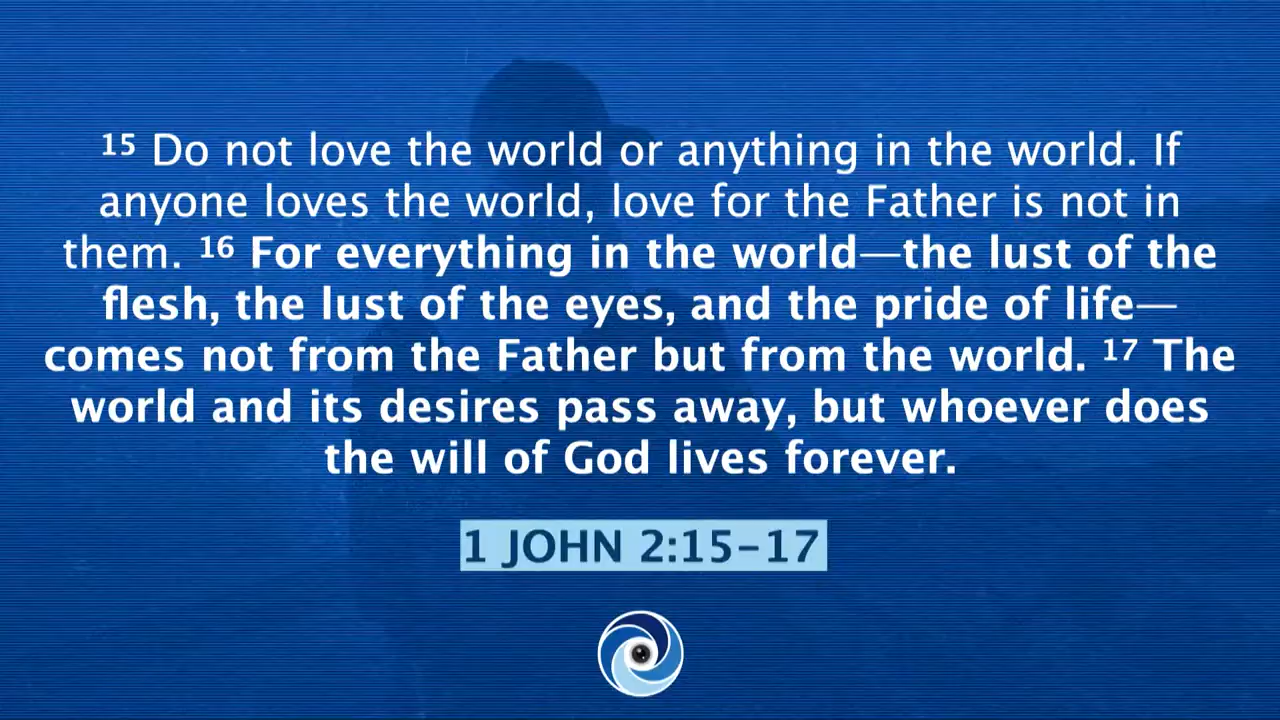 15 Do not love the world or anything in the world. If
anyone loves the world, love for the Father is not in
them. 16 For everything in the world—the lust of the
flesh, the lust of the eyes, and the pride of life—
comes not from the Father but from the world. 17 The
world and its desires pass away, but whoever does
the will of God lives forever.
1 JOHN 2:15-17